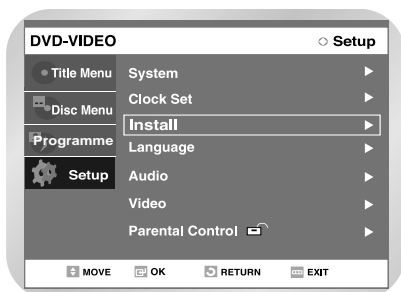 DVD-VIDEO Setup
Title Menu
Disc Menu
Programme
Setup
System
Clock Set
Install
Language
Audio
Video
Parental Control
MOVE OK RETURN EXIT